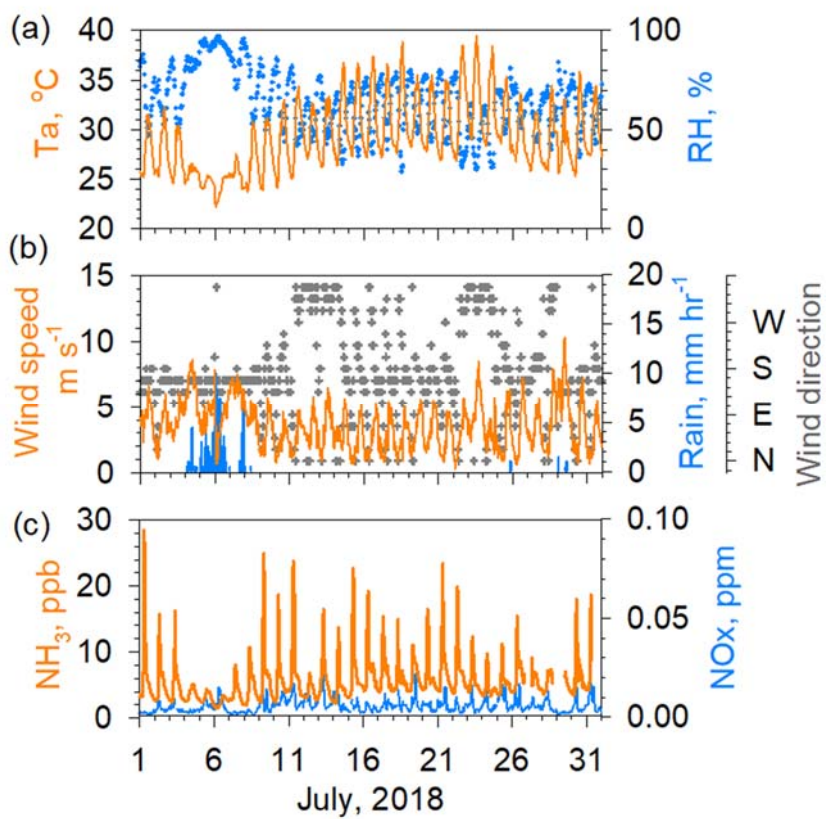 (a)
40
35
30
25
20
Ta, °C
100
50
0
RH, %
(b)
15
10
5
0
Wind speed
m s⁻¹
20
15
10
5
0
Rain, mm hr⁻¹
W
S
E
N
Wind direction
(c)
30
20
10
0
NH₃, ppb
0.10
0.05
0.00
NOx, ppm
1 6 11 16 21 26 31
July, 2018